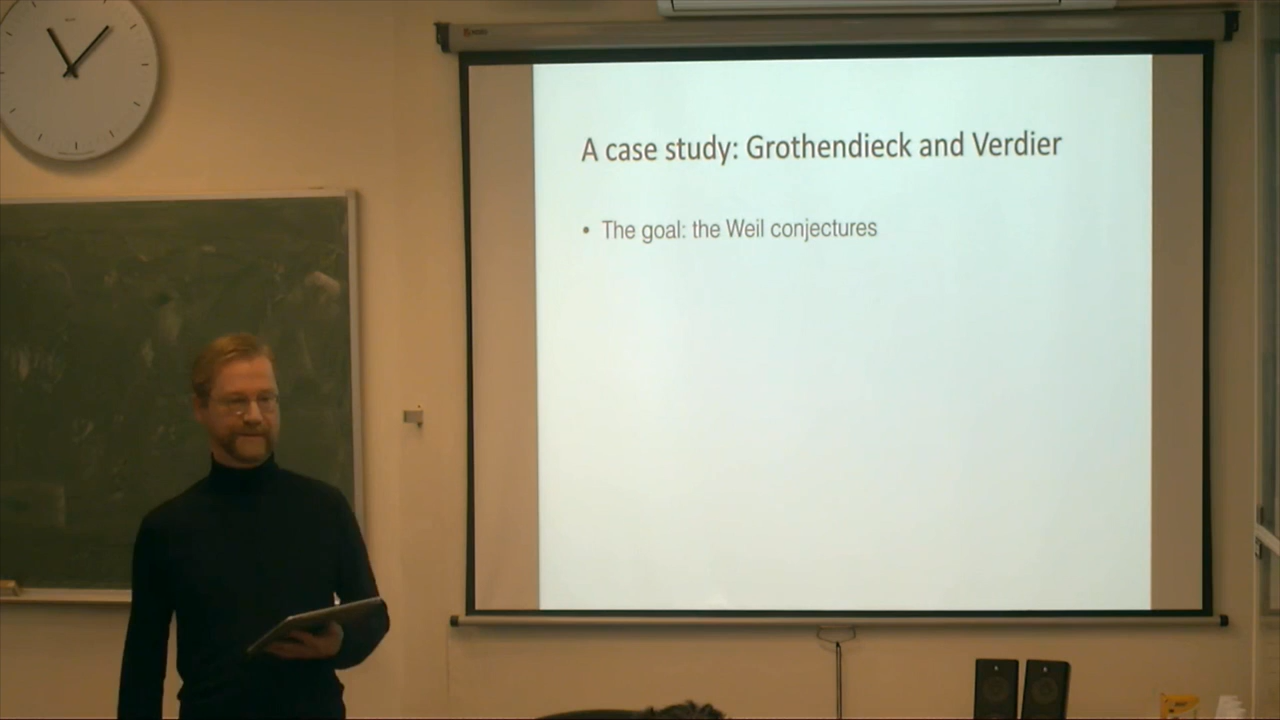 A case study: Grothendieck and Verdier
• The goal: the Weil conjectures